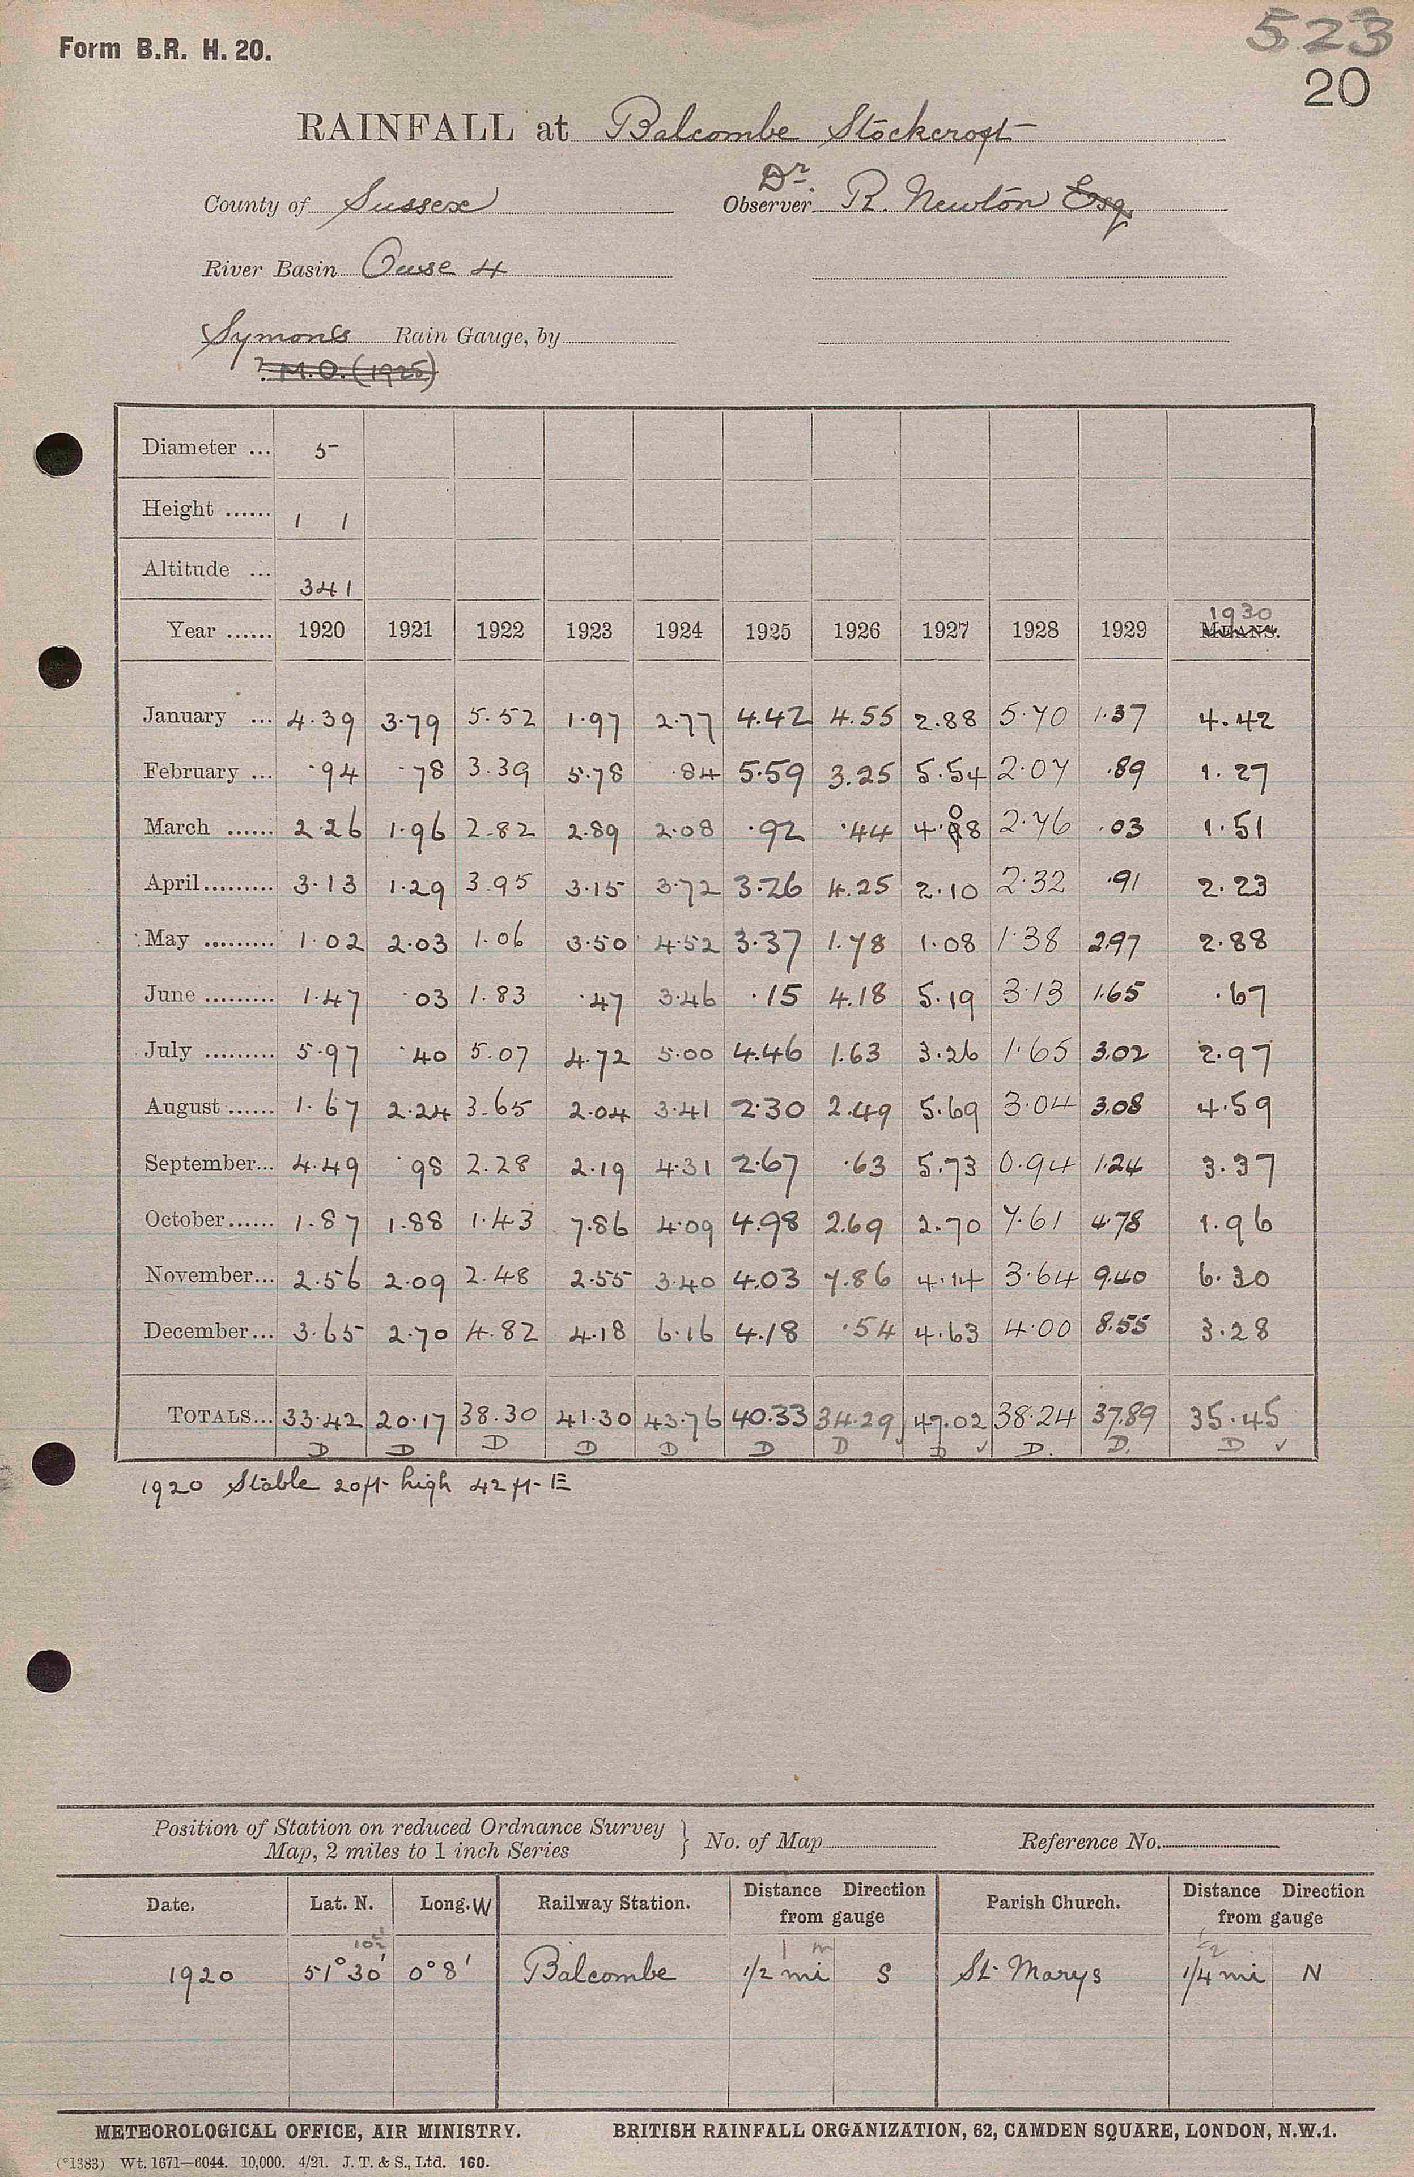 523
Form B.R. H. 20.
20
RAINFALL at Balcombe Stockcroft
Dr.
County of Sussex Observer R. Newton Esq
River Basin Ouse 4
Symons Rain Gauge, by
? M.O. (1925)
Diameter ... 5
Height ...... 1 1
Altitude ... 341
1930
Year ...... 1920 1921 1922 1923 1924 1925 1926 1927 1928 1929 MEANS.
January ... 4.39 3.79 5.52 1.97 2.77 4.42 4.55 2.88 5.70 1.37 4.42
February ... .94 .78 3.39 5.78 .84 5.59 3.25 5.54 2.07 .89 1.27
March ...... 2.26 1.96 2.82 2.89 2.08 .92 .44 4.08 2.76 .03 1.51
April......... 3.13 1.29 3.95 3.15 3.72 3.26 4.25 2.10 2.32 .91 2.23
May ......... 1.02 2.03 1.06 3.50 4.52 3.37 1.78 1.08 1.38 2.97 2.88
June ......... 1.47 .03 1.83 .47 3.46 .15 4.18 5.19 3.13 1.65 .67
July ......... 5.97 .40 5.07 4.72 5.00 4.46 1.63 3.26 1.65 3.02 2.97
August ...... 1.67 2.24 3.65 2.04 3.41 2.30 2.49 5.69 3.04 3.08 4.59
September... 4.49 .98 2.28 2.19 4.31 2.67 .63 5.73 0.94 1.24 3.37
October...... 1.87 1.88 1.43 7.86 4.09 4.98 2.69 2.70 7.61 4.78 1.96
November... 2.56 2.09 2.48 2.55 3.40 4.03 7.86 4.14 3.64 9.40 6.30
December... 3.65 2.70 4.82 4.18 6.16 4.18 .54 4.63 4.00 8.55 3.28
TOTALS... 33.42 20.17 38.30 41.30 43.76 40.33 34.29 47.02 38.24 37.89 35.45
D D D D D D D D ✓ D. D. D ✓
1920 Stable 20ft high 42 ft E
Position of Station on reduced Ordnance Survey
Map, 2 miles to 1 inch Series } No. of Map Reference No.
Date. Lat. N. Long. W Railway Station. Distance Direction from gauge Parish Church. Distance Direction from gauge
1 m
1920 51° 30' 0° 8' Balcombe 1/2 mi S St Marys 1/4 mi N
METEOROLOGICAL OFFICE, AIR MINISTRY. BRITISH RAINFALL ORGANIZATION, 62, CAMDEN SQUARE, LONDON, N.W.1.
(*1383) Wt. 1671—6044. 10,000. 4/21. J. T. & S., Ltd. 160.